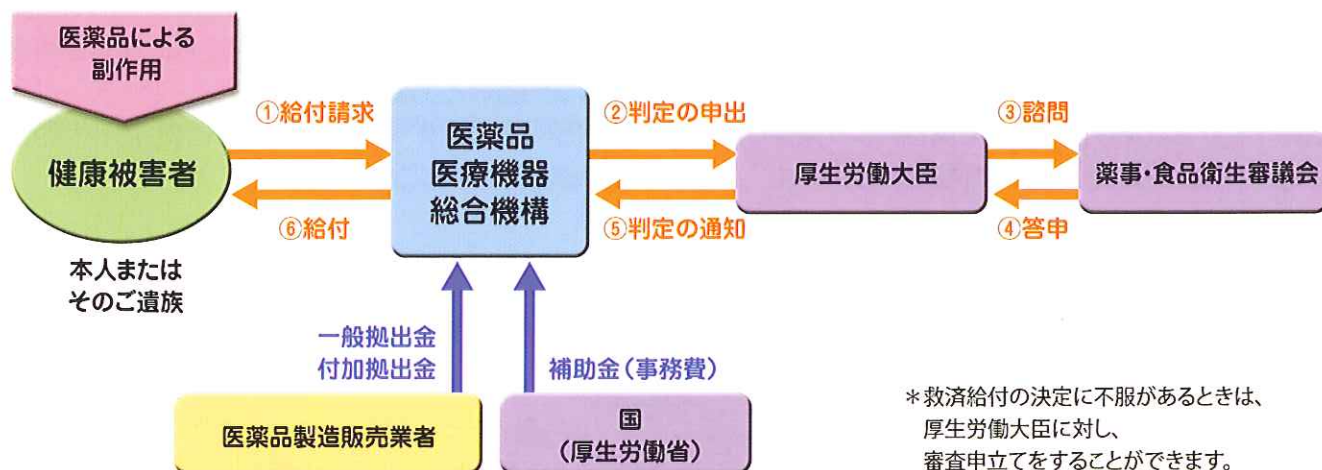 医薬品による
副作用
健康被害者
本人または
そのご遺族
①給付請求
⑥給付
医薬品
医療機器
総合機構
②判定の申出
⑤判定の通知
厚生労働大臣
③諮問
④答申
薬事・食品衛生審議会
一般拠出金
付加拠出金
補助金（事務費）
医薬品製造販売業者
国
（厚生労働省）
＊救済給付の決定に不服があるときは、
厚生労働大臣に対し、
審査申立てをすることができます。